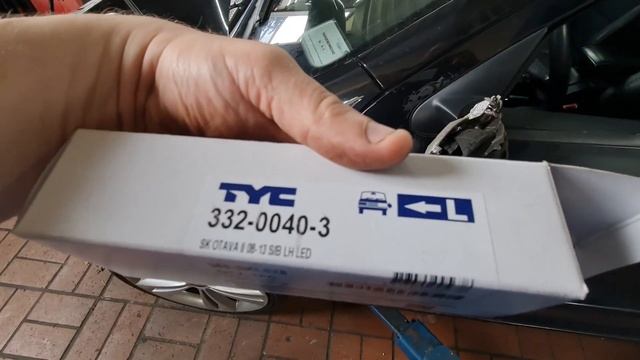 TYC
L
332-0040-3
SK OTAVA II 08-13 S/B LH LED